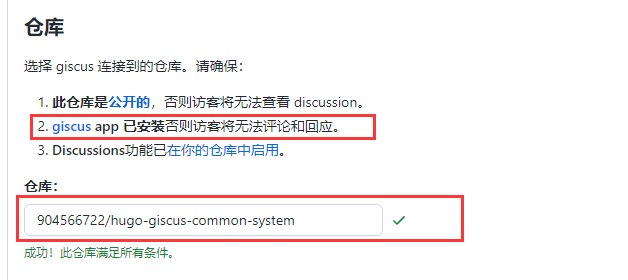 仓库
选择 giscus 连接到的仓库。请确保：
1. 此仓库是公开的，否则访客将无法查看 discussion。
2. giscus app 已安装否则访客将无法评论和回应。
3. Discussions功能已在你的仓库中启用。
仓库：
904566722/hugo-giscus-common-system
成功！此仓库满足所有条件。